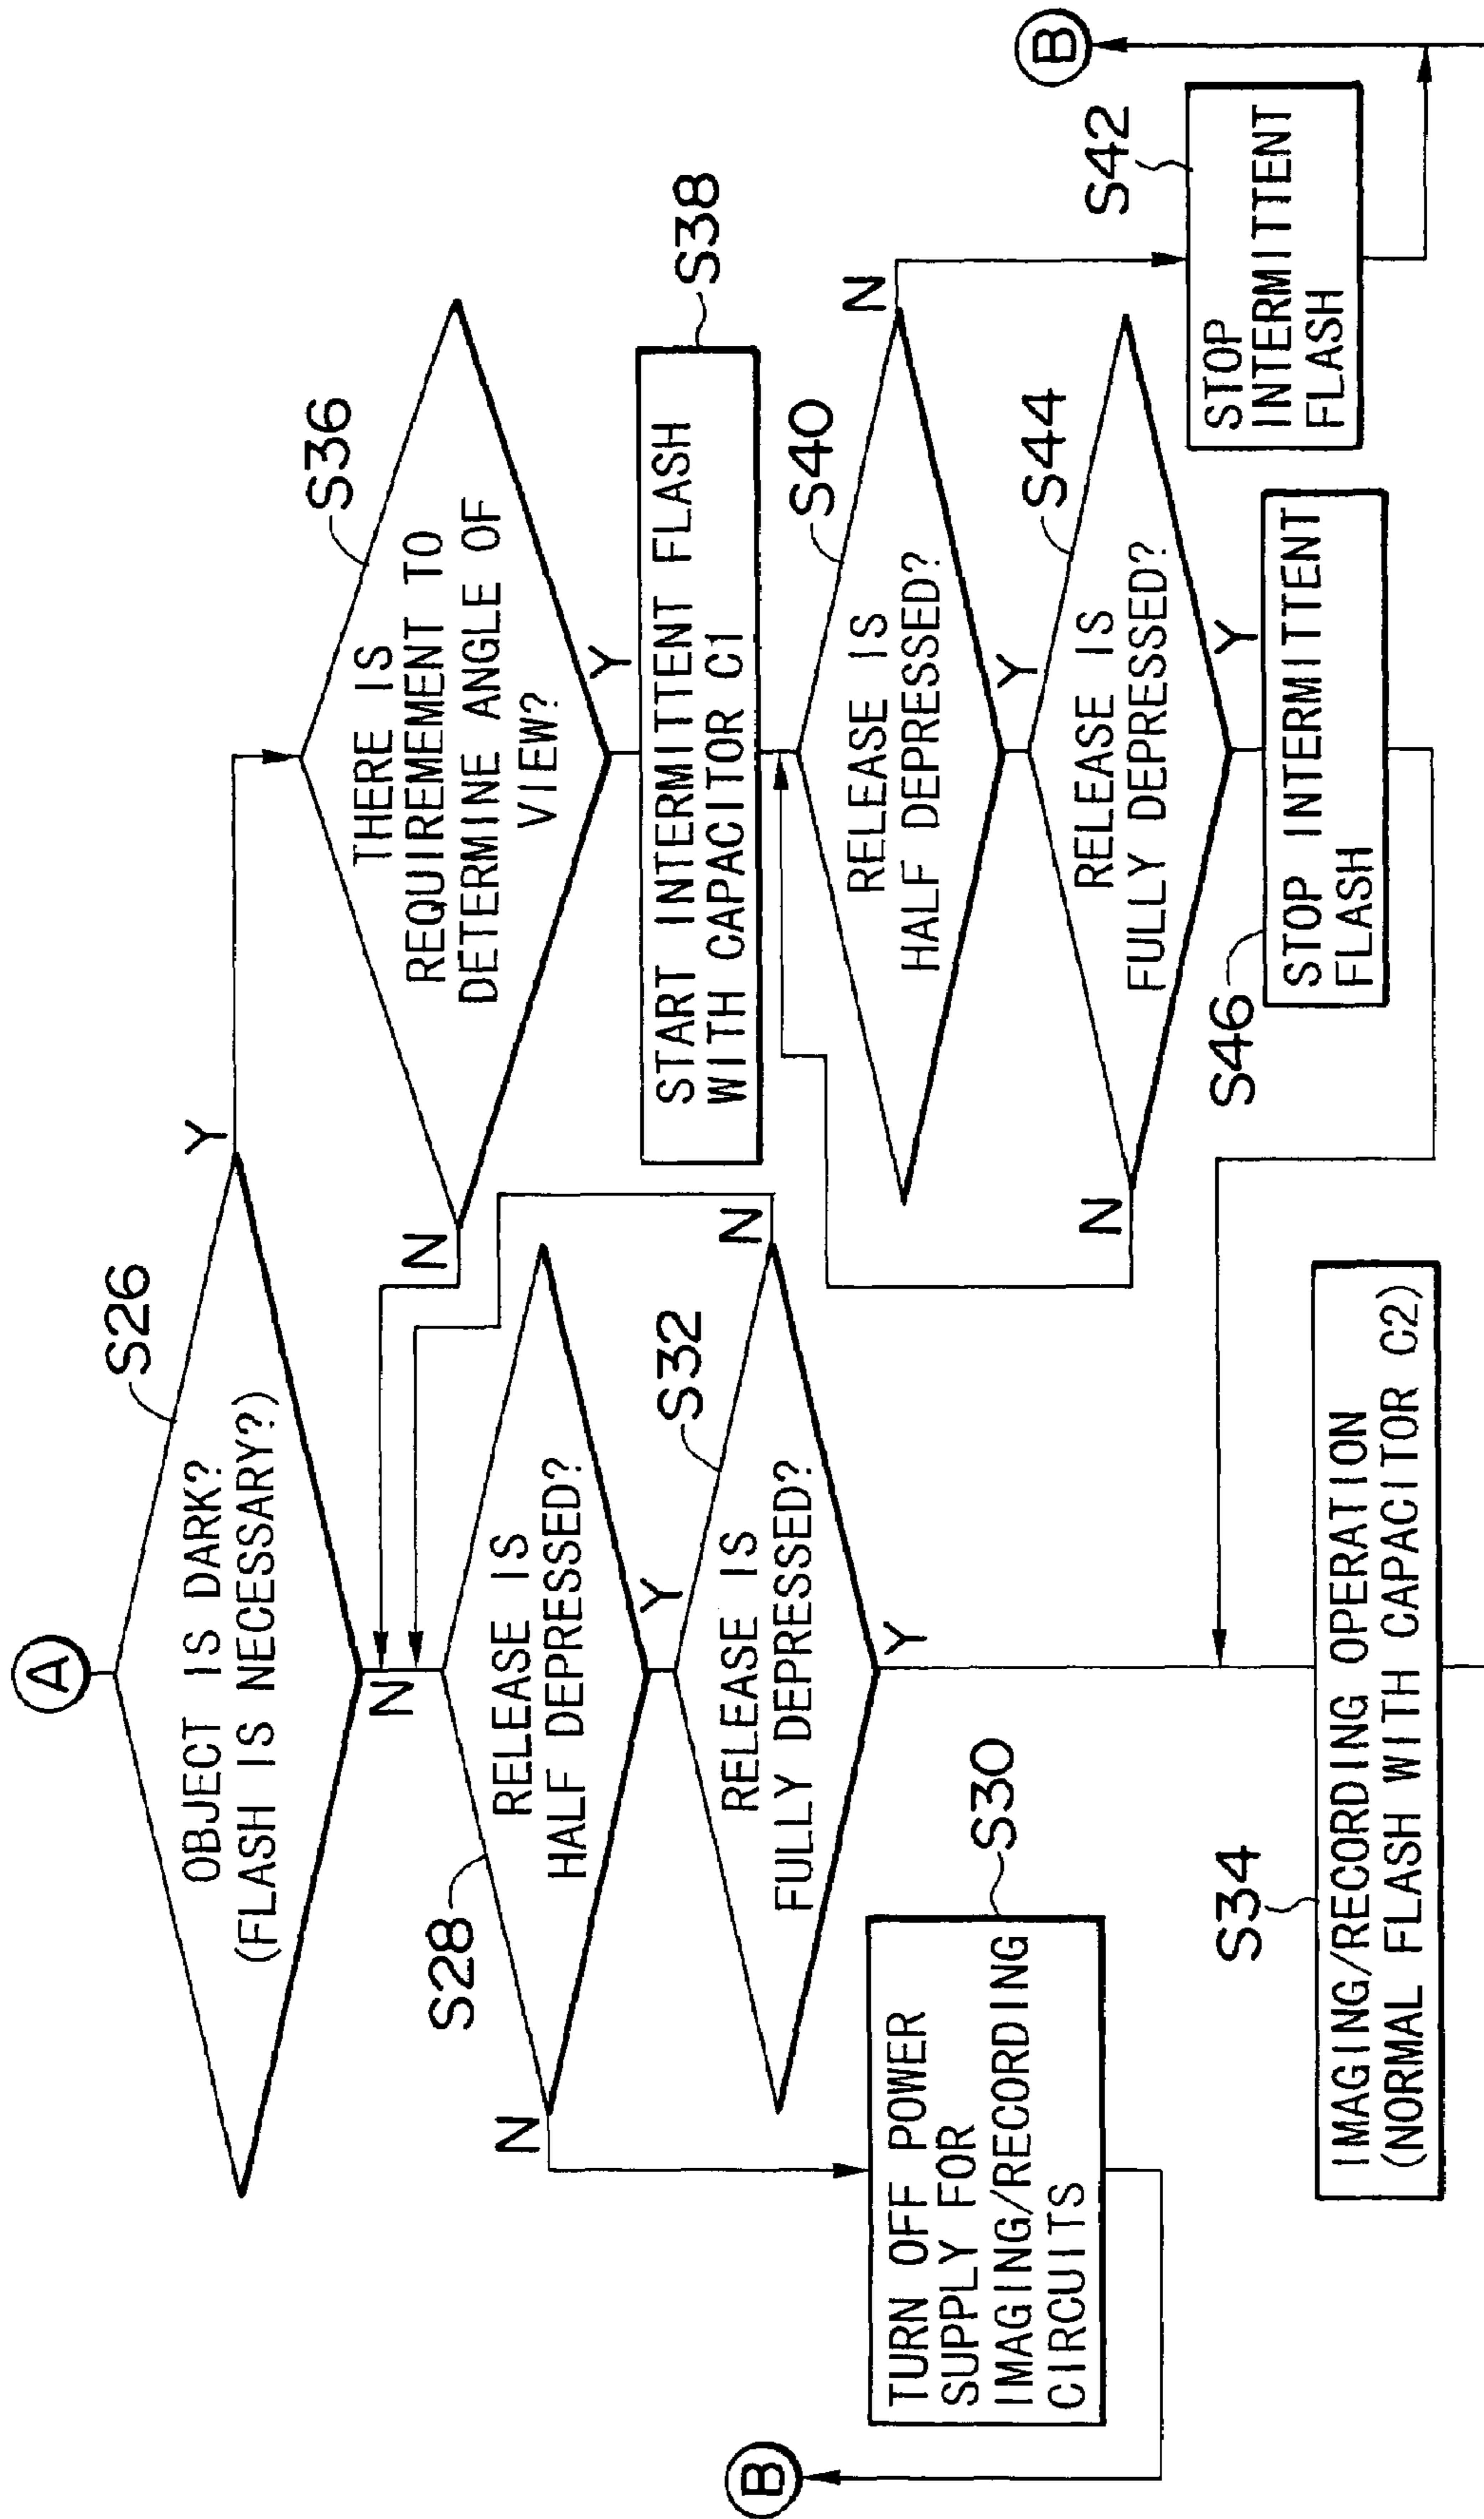 A
S26
OBJECT IS DARK?
(FLASH IS NECESSARY?)
Y
N
S36
THERE IS
REQUIREMENT TO
DETERMINE ANGLE OF
VIEW?
N
Y
S28
RELEASE IS
HALF DEPRESSED?
N
Y
S32
RELEASE IS
FULLY DEPRESSED?
N
Y
S30
TURN OFF POWER
SUPPLY FOR
IMAGING/RECORDING
CIRCUITS
B
S38
START INTERMITTENT FLASH
WITH CAPACITOR C1
S40
RELEASE IS
HALF DEPRESSED?
N
Y
S44
RELEASE IS
FULLY DEPRESSED?
N
Y
S42
STOP
INTERMITTENT
FLASH
B
S46
STOP INTERMITTENT
FLASH
S34
IMAGING/RECORDING OPERATION
(NORMAL FLASH WITH CAPACITOR C2)